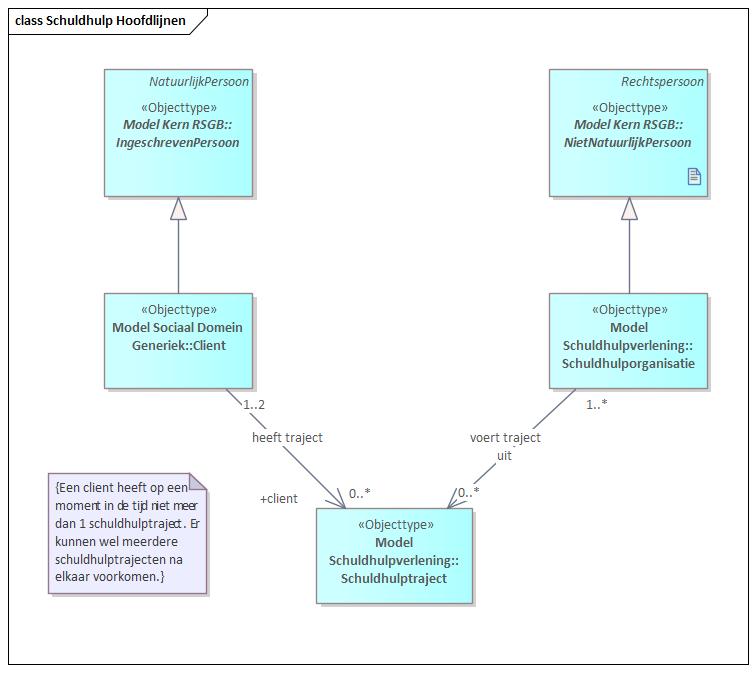 class Schuldhulp Hoofdlijnen
NatuurlijkPersoon
«Objecttype»
Model Kern RSGB::
IngeschrevenPersoon
Rechtspersoon
«Objecttype»
Model Kern RSGB::
NietNatuurlijkPersoon
«Objecttype»
Model Sociaal Domein
Generiek::Client
«Objecttype»
Model
Schuldhulpverlening::
Schuldhulporganisatie
1..2
1..*
heeft traject
voert traject
uit
+client
0..*
0..*
{Een client heeft op een
moment in de tijd niet meer
dan 1 schuldhulptraject. Er
kunnen wel meerdere
schuldhulptrajecten na
elkaar voorkomen.}
«Objecttype»
Model
Schuldhulpverlening::
Schuldhulptraject